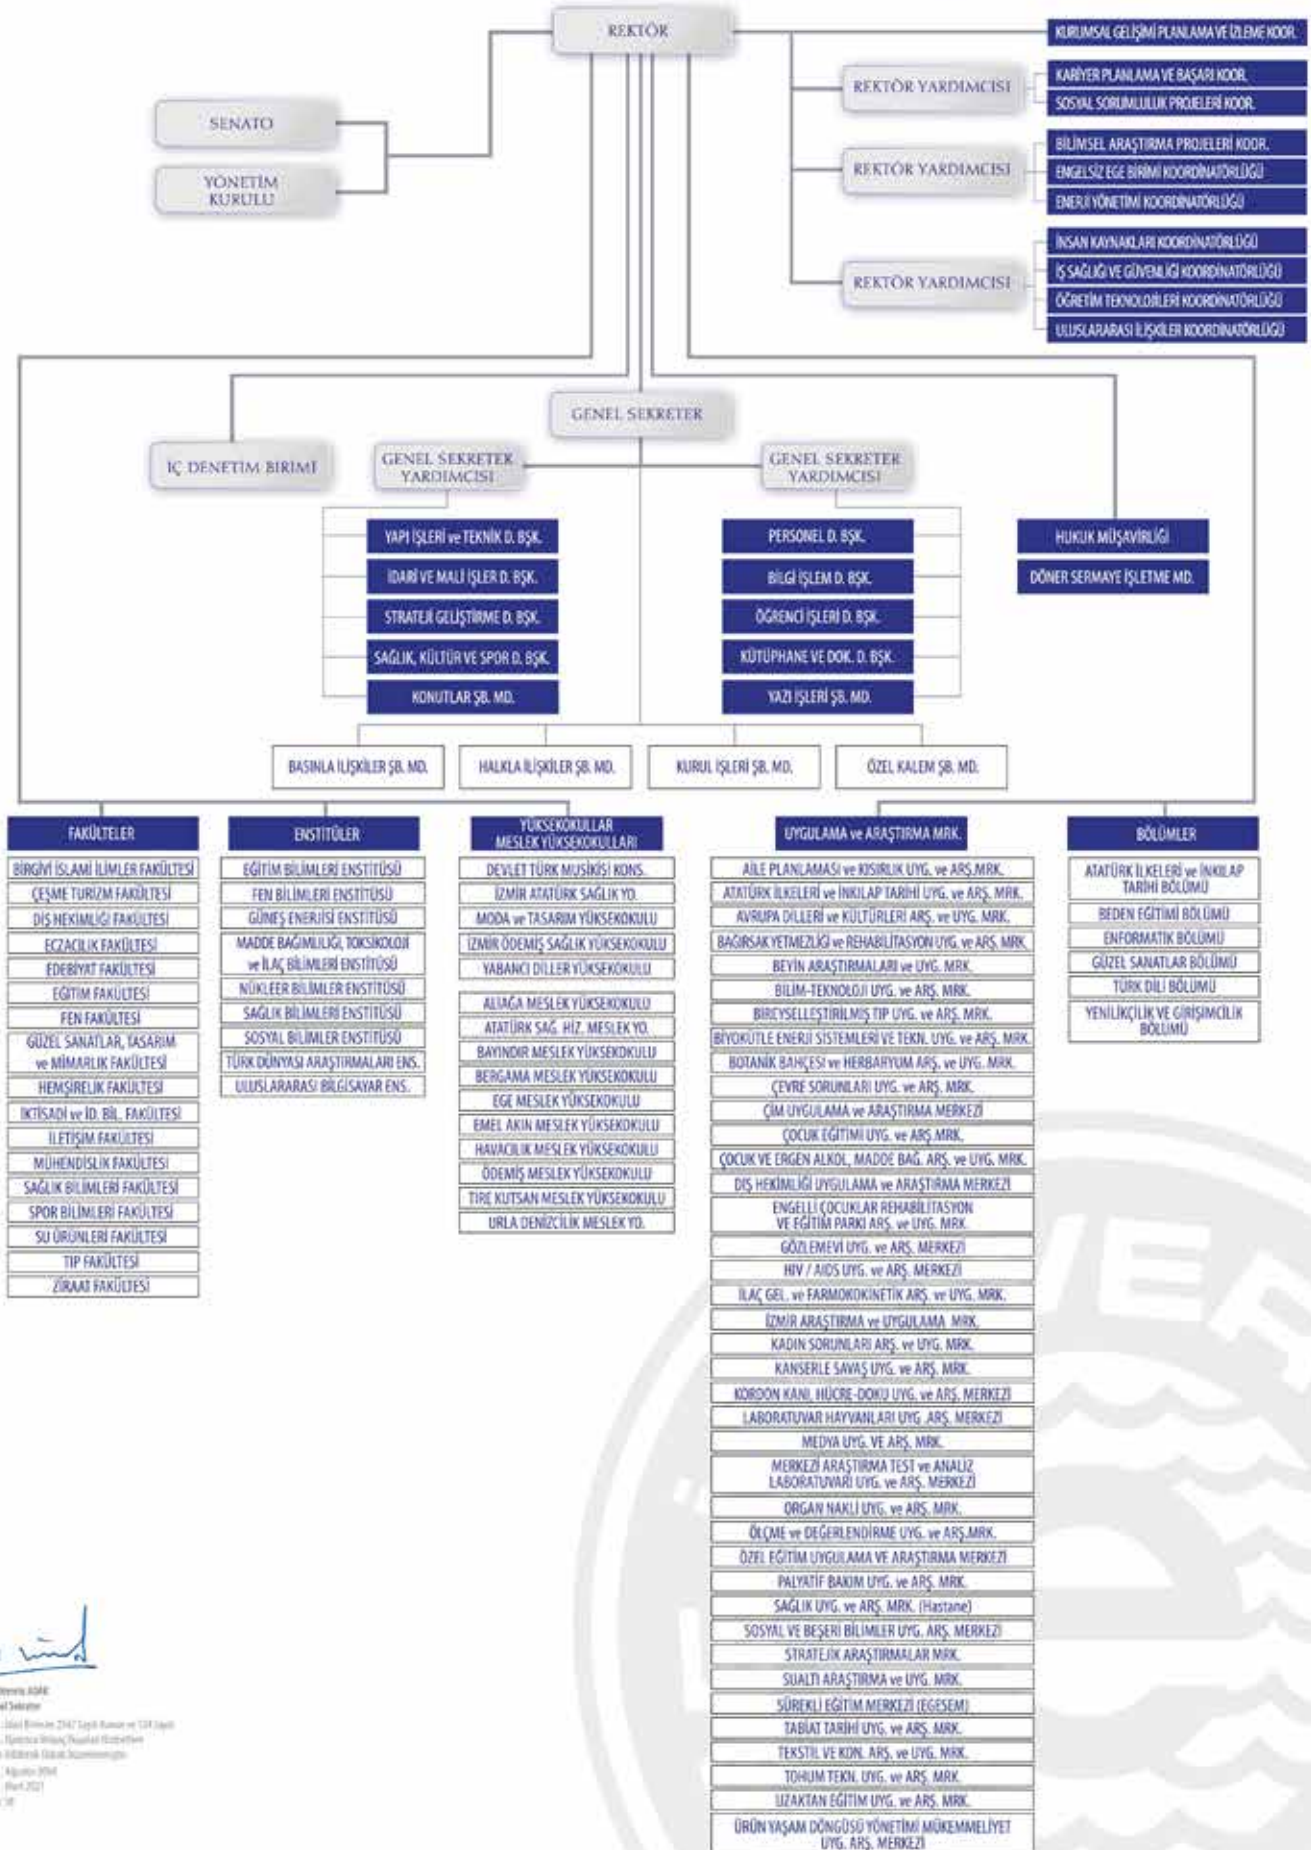 REKTÖR
KURUMSAL GELİŞİMİ PLANLAMA VE İZLEME KOOR.
REKTÖR YARDIMCISI
KARİYER PLANLAMA VE BAŞARI KOOR.
SOSYAL SORUMLULUK PROJELERİ KOOR.
SENATO
YÖNETİM
KURULU
REKTÖR YARDIMCISI
BİLİMSEL ARAŞTIRMA PROJELERİ KOOR.
ENGELSİZ EGE BİRİMİ KOORDİNATÖRLÜĞÜ
ENERJİ YÖNETİMİ KOORDİNATÖRLÜĞÜ
REKTÖR YARDIMCISI
İNSAN KAYNAKLARI KOORDİNATÖRLÜĞÜ
İŞ SAĞLIĞI VE GÜVENLİĞİ KOORDİNATÖRLÜĞÜ
ÖĞRETİM TEKNOLOJİLERİ KOORDİNATÖRLÜĞÜ
ULUSLARARASI İLİŞKİLER KOORDİNATÖRLÜĞÜ
GENEL SEKRETER
İÇ DENETİM BİRİMİ
GENEL SEKRETER
YARDIMCISI
GENEL SEKRETER
YARDIMCISI
YAPI İŞLERİ ve TEKNİK D. BŞK.
İDARİ VE MALİ İŞLER D. BŞK.
STRATEJİ GELİŞTİRME D. BŞK.
SAĞLIK, KÜLTÜR VE SPOR D. BŞK.
KONUTLAR ŞB. MD.
PERSONEL D. BŞK.
BİLGİ İŞLEM D. BŞK.
ÖĞRENCİ İŞLERİ D. BŞK.
KÜTÜPHANE VE DOK. D. BŞK.
YAZI İŞLERİ ŞB. MD.
HUKUK MÜŞAVİRLİĞİ
DÖNER SERMAYE İŞLETME MD.
BASINLA İLİŞKİLER ŞB. MD.
HALKLA İLİŞKİLER ŞB. MD.
KURUL İŞLERİ ŞB. MD.
ÖZEL KALEM ŞB. MD.
FAKÜLTELER
BİRGİVİ İSLAMİ İLİMLER FAKÜLTESİ
ÇEŞME TURİZM FAKÜLTESİ
DİŞ HEKİMLİĞİ FAKÜLTESİ
ECZACILIK FAKÜLTESİ
EDEBİYAT FAKÜLTESİ
EĞİTİM FAKÜLTESİ
FEN FAKÜLTESİ
GÜZEL SANATLAR, TASARIM
ve MİMARLIK FAKÜLTESİ
HEMŞİRELİK FAKÜLTESİ
İKTİSADİ ve İD. BİL. FAKÜLTESİ
İLETİŞİM FAKÜLTESİ
MÜHENDİSLİK FAKÜLTESİ
SAĞLIK BİLİMLERİ FAKÜLTESİ
SPOR BİLİMLERİ FAKÜLTESİ
SU ÜRÜNLERİ FAKÜLTESİ
TIP FAKÜLTESİ
ZİRAAT FAKÜLTESİ
ENSTİTÜLER
EĞİTİM BİLİMLERİ ENSTİTÜSÜ
FEN BİLİMLERİ ENSTİTÜSÜ
GÜNEŞ ENERJİSİ ENSTİTÜSÜ
MADDE BAĞIMLILIĞI, TOKSİKOLOJİ
ve İLAÇ BİLİMLERİ ENSTİTÜSÜ
NÜKLEER BİLİMLER ENSTİTÜSÜ
SAĞLIK BİLİMLERİ ENSTİTÜSÜ
SOSYAL BİLİMLER ENSTİTÜSÜ
TÜRK DÜNYASI ARAŞTIRMALARI ENS.
ULUSLARARASI BİLGİSAYAR ENS.
YÜKSEKOKULLAR
MESLEK YÜKSEKOKULLARI
DEVLET TÜRK MUSİKİSİ KONS.
İZMİR ATATÜRK SAĞLIK YO.
MODA ve TASARIM YÜKSEKOKULU
İZMİR ÖDEMİŞ SAĞLIK YÜKSEKOKULU
YABANCI DİLLER YÜKSEKOKULU
ALİAĞA MESLEK YÜKSEKOKULU
ATATÜRK SAĞ. HİZ. MESLEK YO.
BAYINDIR MESLEK YÜKSEKOKULU
BERGAMA MESLEK YÜKSEKOKULU
EGE MESLEK YÜKSEKOKULU
EMEL AKIN MESLEK YÜKSEKOKULU
HAVACILIK MESLEK YÜKSEKOKULU
ÖDEMİŞ MESLEK YÜKSEKOKULU
TİRE KUTSAN MESLEK YÜKSEKOKULU
URLA DENİZCİLİK MESLEK YO.
UYGULAMA ve ARAŞTIRMA MRK.
AİLE PLANLAMASI ve KISIRLIK UYG. ve ARŞ.MRK.
ATATÜRK İLKELERİ ve İNKILAP TARİHİ UYG. ve ARŞ. MRK.
AVRUPA DİLLERİ ve KÜLTÜRLERİ ARŞ. ve UYG. MRK.
BAĞIRSAK YETMEZLİĞİ ve REHABİLİTASYON UYG. ve ARŞ. MRK.
BEYİN ARAŞTIRMALARI ve UYG. MRK.
BİLİM-TEKNOLOJİ UYG. ve ARŞ. MRK.
BİREYSELLEŞTİRİLMİŞ TIP UYG. ve ARŞ. MRK.
BİYOKÜTLE ENERJİ SİSTEMLERİ VE TEKN. UYG. ve ARŞ. MRK.
BOTANİK BAHÇESİ ve HERBARYUM ARŞ. ve UYG. MRK.
ÇEVRE SORUNLARI UYG. ve ARŞ. MRK.
ÇİM UYGULAMA ve ARAŞTIRMA MERKEZİ
ÇOCUK EĞİTİMİ UYG. ve ARŞ.MRK.
ÇOCUK VE ERGEN ALKOL, MADDE BAĞ. ARŞ. ve UYG. MRK.
DİŞ HEKİMLİĞİ UYGULAMA ve ARAŞTIRMA MERKEZİ
ENGELLİ ÇOCUKLAR REHABİLİTASYON
VE EĞİTİM PARKI ARŞ. ve UYG. MRK.
GÖZLEMEVİ UYG. ve ARŞ. MERKEZİ
HIV / AIDS UYG. ve ARŞ. MERKEZİ
İLAÇ GEL. ve FARMOKOKİNETİK ARŞ. ve UYG. MRK.
İZMİR ARAŞTIRMA ve UYGULAMA MRK.
KADIN SORUNLARI ARŞ. ve UYG. MRK.
KANSERLE SAVAŞ UYG. ve ARŞ. MRK.
KORDON KANI, HÜCRE-DOKU UYG. ve ARŞ. MERKEZİ
LABORATUVAR HAYVANLARI UYG .ARŞ. MERKEZİ
MEDYA UYG. VE ARŞ. MRK.
MERKEZİ ARAŞTIRMA TEST ve ANALİZ
LABORATUVARI UYG. ve ARŞ. MERKEZİ
ORGAN NAKLİ UYG. ve ARŞ. MRK.
ÖLÇME ve DEĞERLENDİRME UYG. ve ARŞ.MRK.
ÖZEL EĞİTİM UYGULAMA VE ARAŞTIRMA MERKEZİ
PALYATİF BAKIM UYG. ve ARŞ. MRK.
SAĞLIK UYG. ve ARŞ. MRK. (Hastane)
SOSYAL VE BEŞERİ BİLİMLER UYG. ARŞ. MERKEZİ
STRATEJİK ARAŞTIRMALAR MRK.
SUALTI ARAŞTIRMA ve UYG. MRK.
SÜREKLİ EĞİTİM MERKEZİ (EGESEM)
TABİAT TARİHİ UYG. ve ARŞ. MRK.
TEKSTİL VE KON. ARŞ. ve UYG. MRK.
TOHUM TEKN. UYG. ve ARŞ. MRK.
UZAKTAN EĞİTİM UYG. ve ARŞ. MRK.
ÜRÜN YAŞAM DÖNGÜSÜ YÖNETİMİ MÜKEMMELİYET
UYG. ARŞ. MERKEZİ
BÖLÜMLER
ATATÜRK İLKELERİ ve İNKILAP
TARİHİ BÖLÜMÜ
BEDEN EĞİTİMİ BÖLÜMÜ
ENFORMATİK BÖLÜMÜ
GÜZEL SANATLAR BÖLÜMÜ
TÜRK DİLİ BÖLÜMÜ
YENİLİKÇİLİK VE GİRİŞİMCİLİK
BÖLÜMÜ